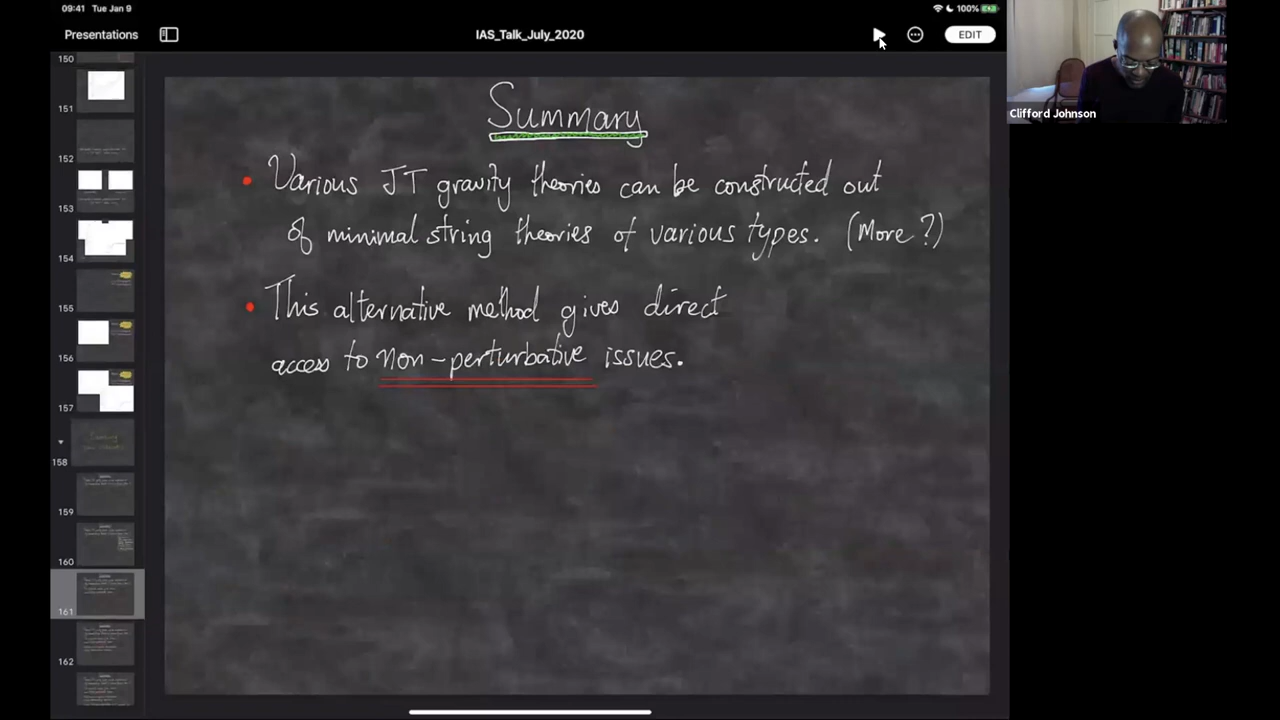 09:41 Tue Jan 9
100%
Presentations
IAS_Talk_July_2020
EDIT
Clifford Johnson
150
151
152
153
154
155
156
157
158
159
160
161
162
Summary
• Various JT gravity theories can be constructed out
of minimal string theories of various types. (More?)
• This alternative method gives direct
access to non-perturbative issues.